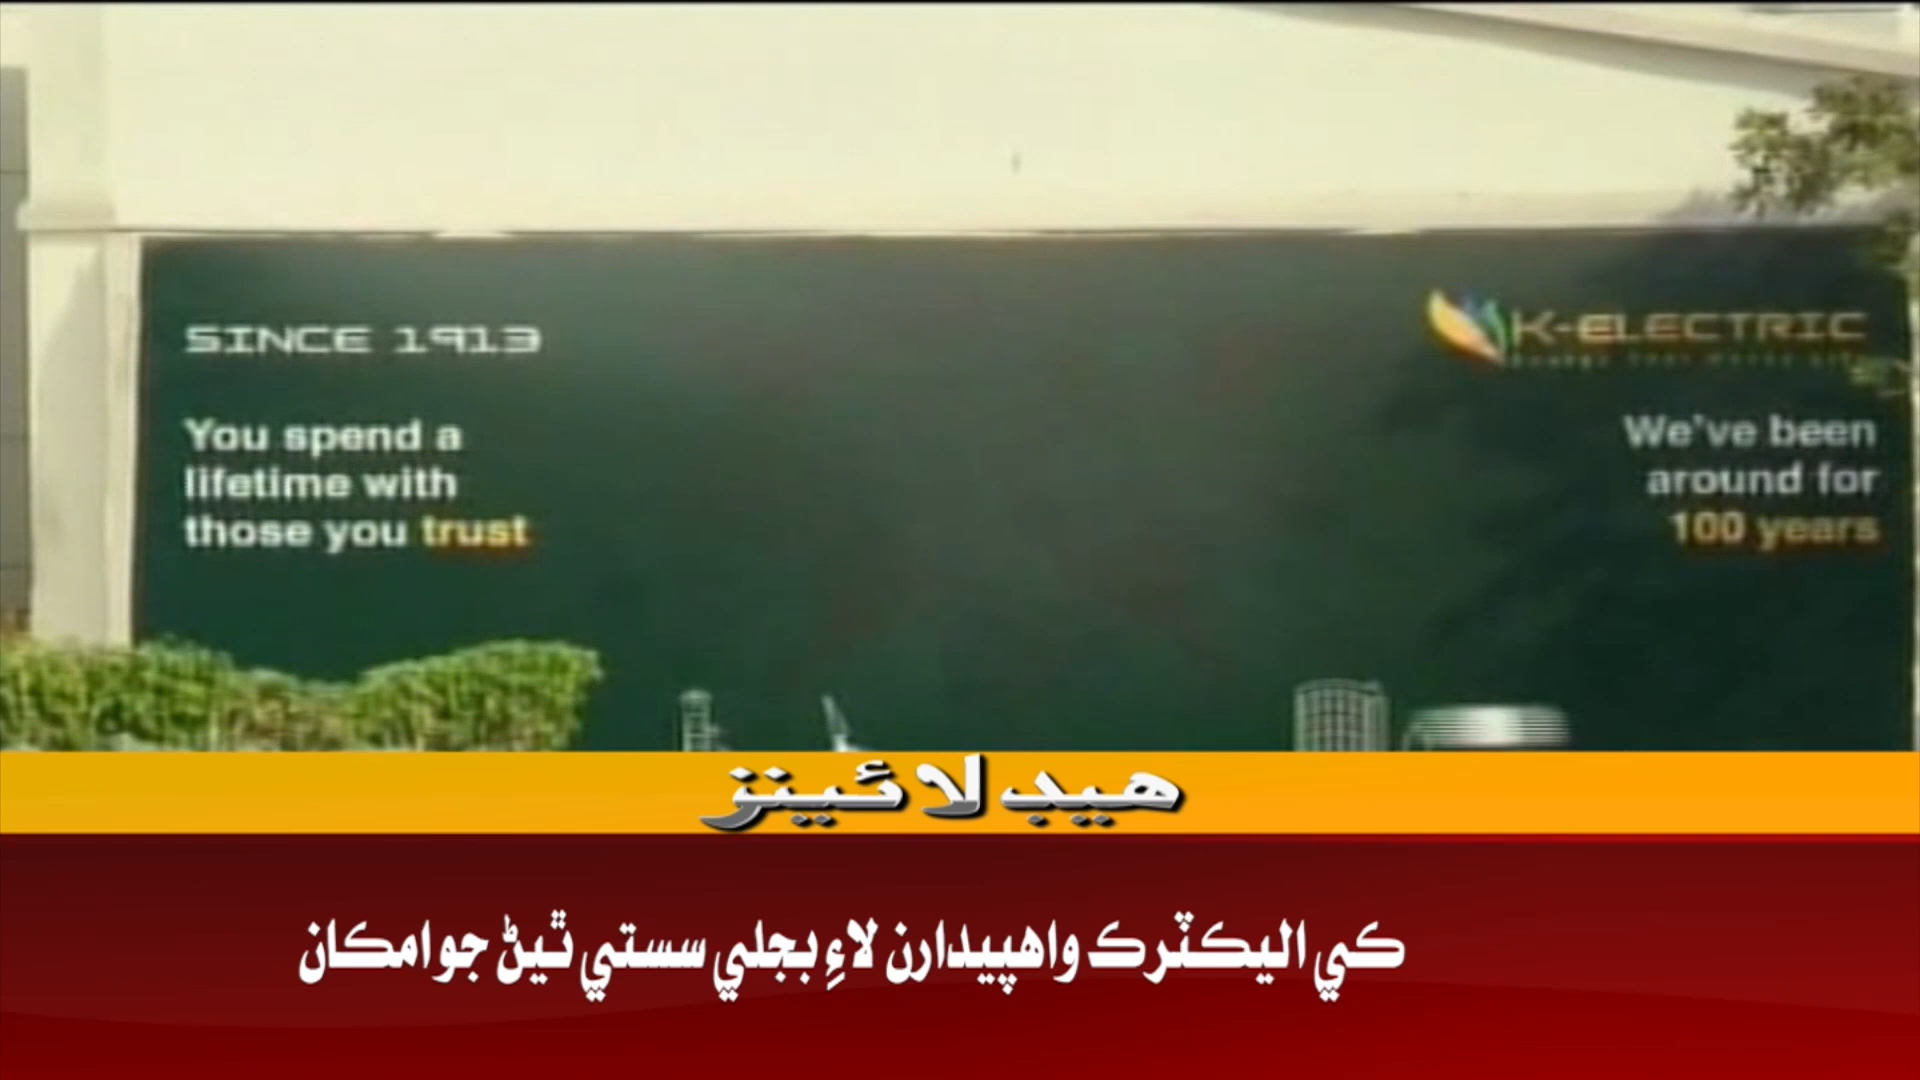 SINCE 1913
You spend a
lifetime with
those you trust
K-ELECTRIC
We've been
around for
100 years
هيڊ لائينز
ڪي اليڪٽرڪ واهپيدارن لاءِ بجلي سستي ٿيڻ جو امڪان